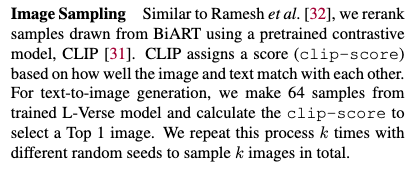 Image Sampling Similar to Ramesh et al. [32], we rerank
samples drawn from BiART using a pretrained contrastive
model, CLIP [31]. CLIP assigns a score (clip-score)
based on how well the image and text match with each other.
For text-to-image generation, we make 64 samples from
trained L-Verse model and calculate the clip-score to
select a Top 1 image. We repeat this process k times with
different random seeds to sample k images in total.